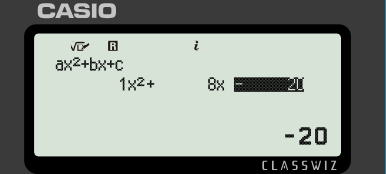 CASIO
√□ R i
ax²+bx+c
1x²+ 8x - 20
-20
CLASSWIZ